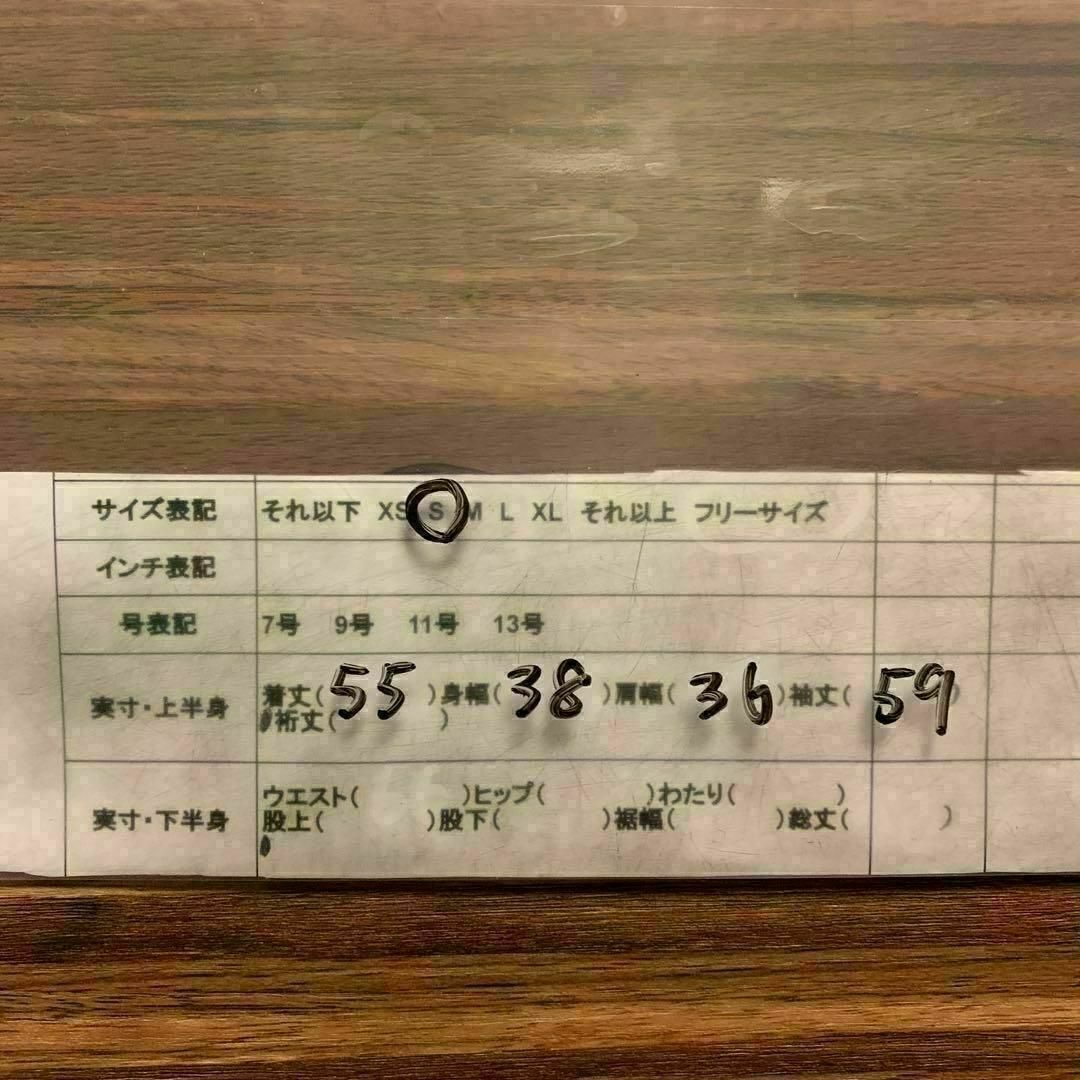 サイズ表記 それ以下 XS S M L XL それ以上 フリーサイズ
インチ表記
号表記 7号 9号 11号 13号
実寸・上半身 着丈( 55 )身幅( 38 )肩幅( 36 )袖丈( 59 )
裄丈( )
実寸・下半身 ウエスト( )ヒップ( )わたり( )
股上( )股下( )裾幅( )総丈( )